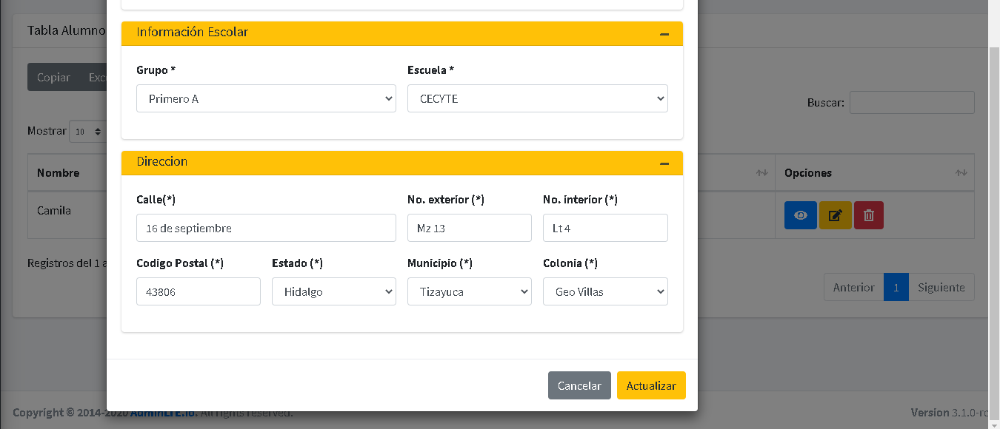 Tabla Alumno
Información Escolar
Copiar
Grupo *
Escuela *
Primero A
CECYTE
Buscar:
Mostrar 10
Direccion
Nombre
Opciones
Calle(*)
No. exterior (*)
No. interior (*)
Camila
16 de septiembre
Mz 13
Lt 4
Registros del 1 a
Codigo Postal (*)
Estado (*)
Municipio (*)
Colonia (*)
43806
Hidalgo
Tizayuca
Geo Villas
Anterior
1
Siguiente
Cancelar
Actualizar
Copyright © 2014-2020 AdminLTE.io. All rights reserved.
Version 3.1.0-rc